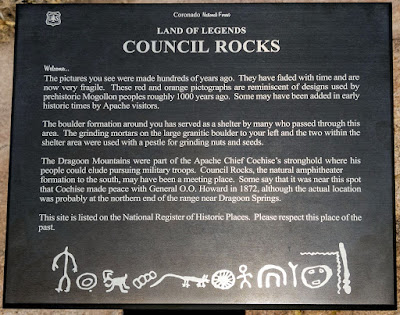 Coronado National Forest
LAND OF LEGENDS
COUNCIL ROCKS
Welcome...
The pictures you see were made hundreds of years ago. They have faded with time and are
now very fragile. These red and orange pictographs are reminiscent of designs used by
prehistoric Mogollon peoples roughly 1000 years ago. Some may have been added in early
historic times by Apache visitors.
The boulder formation around you has served as a shelter by many who passed through this
area. The grinding mortars on the large granitic boulder to your left and the two within the
shelter area were used with a pestle for grinding nuts and seeds.
The Dragoon Mountains were part of the Apache Chief Cochise's stronghold where his
people could elude pursuing military troops. Council Rocks, the natural amphitheater
formation to the south, may have been a meeting place. Some say that it was near this spot
that Cochise made peace with General O.O. Howard in 1872, although the actual location
was probably at the northern end of the range near Dragoon Springs.
This site is listed on the National Register of Historic Places. Please respect this place of the
past.